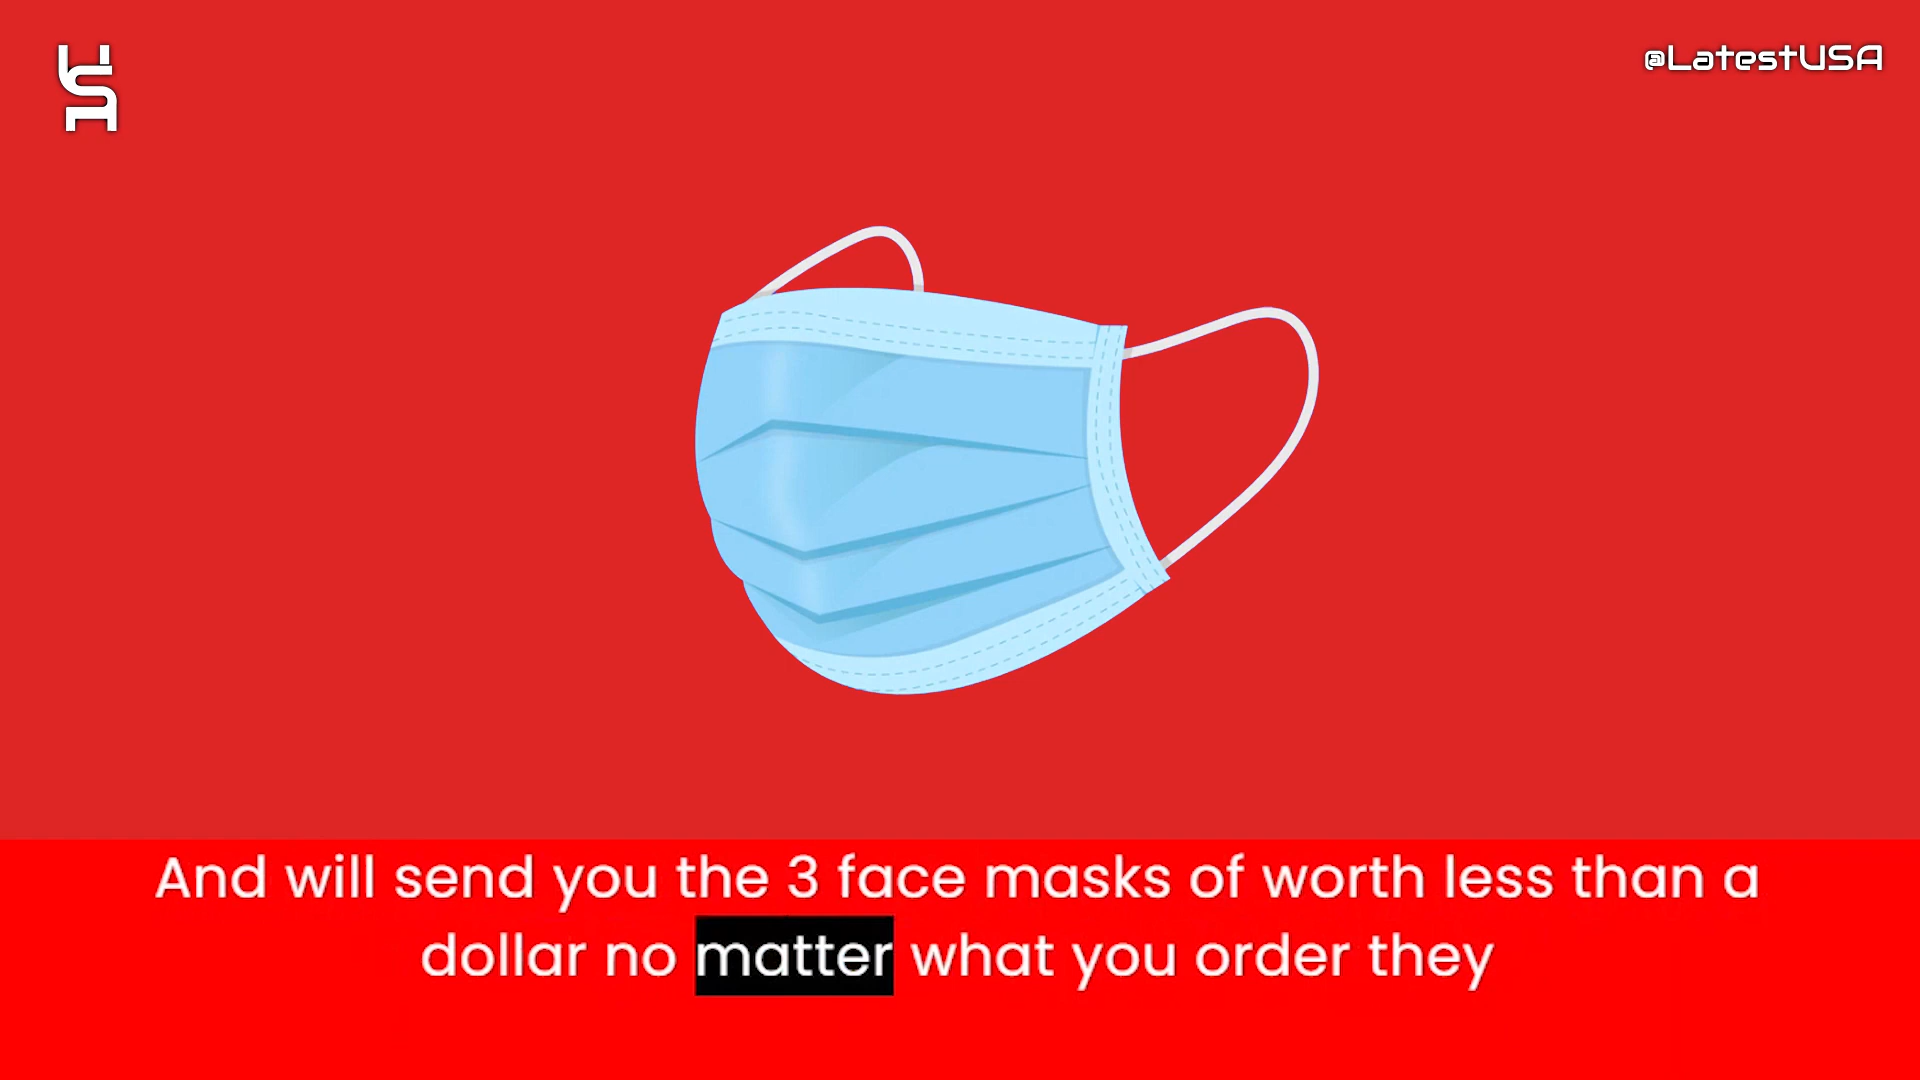 USA
@LatestUSA
And will send you the 3 face masks of worth less than a
dollar no matter what you order they